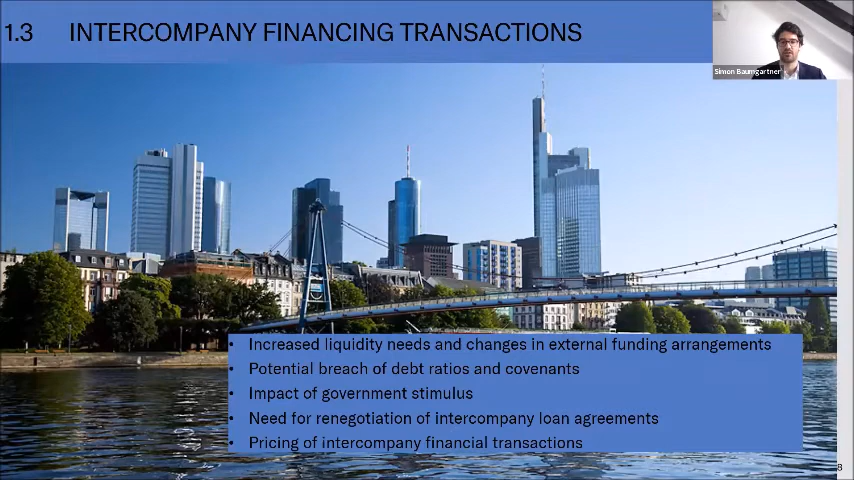 1.3 INTERCOMPANY FINANCING TRANSACTIONS
Simon Baumgartner
• Increased liquidity needs and changes in external funding arrangements
• Potential breach of debt ratios and covenants
• Impact of government stimulus
• Need for renegotiation of intercompany loan agreements
• Pricing of intercompany financial transactions
8